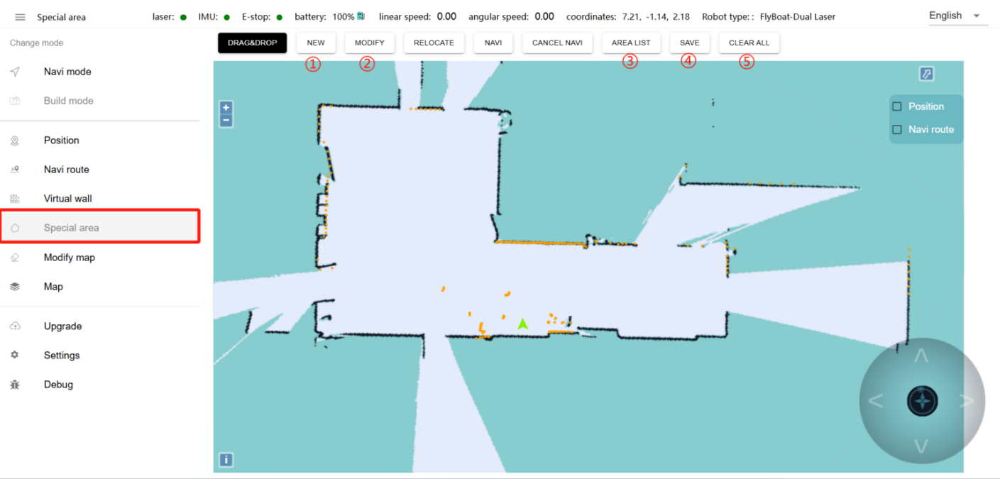 Special area laser: IMU: E-stop: battery: 100% linear speed: 0.00 angular speed: 0.00 coordinates: 7.21, -1.14, 2.18 Robot type: : FlyBoat-Dual Laser English
Change mode
DRAG&DROP NEW MODIFY RELOCATE NAVI CANCEL NAVI AREA LIST SAVE CLEAR ALL
① ② ③ ④ ⑤
Navi mode
Build mode
Position
Navi route
Virtual wall
Special area
Modify map
Map
Upgrade
Settings
Debug
+
−
Position
Navi route
i